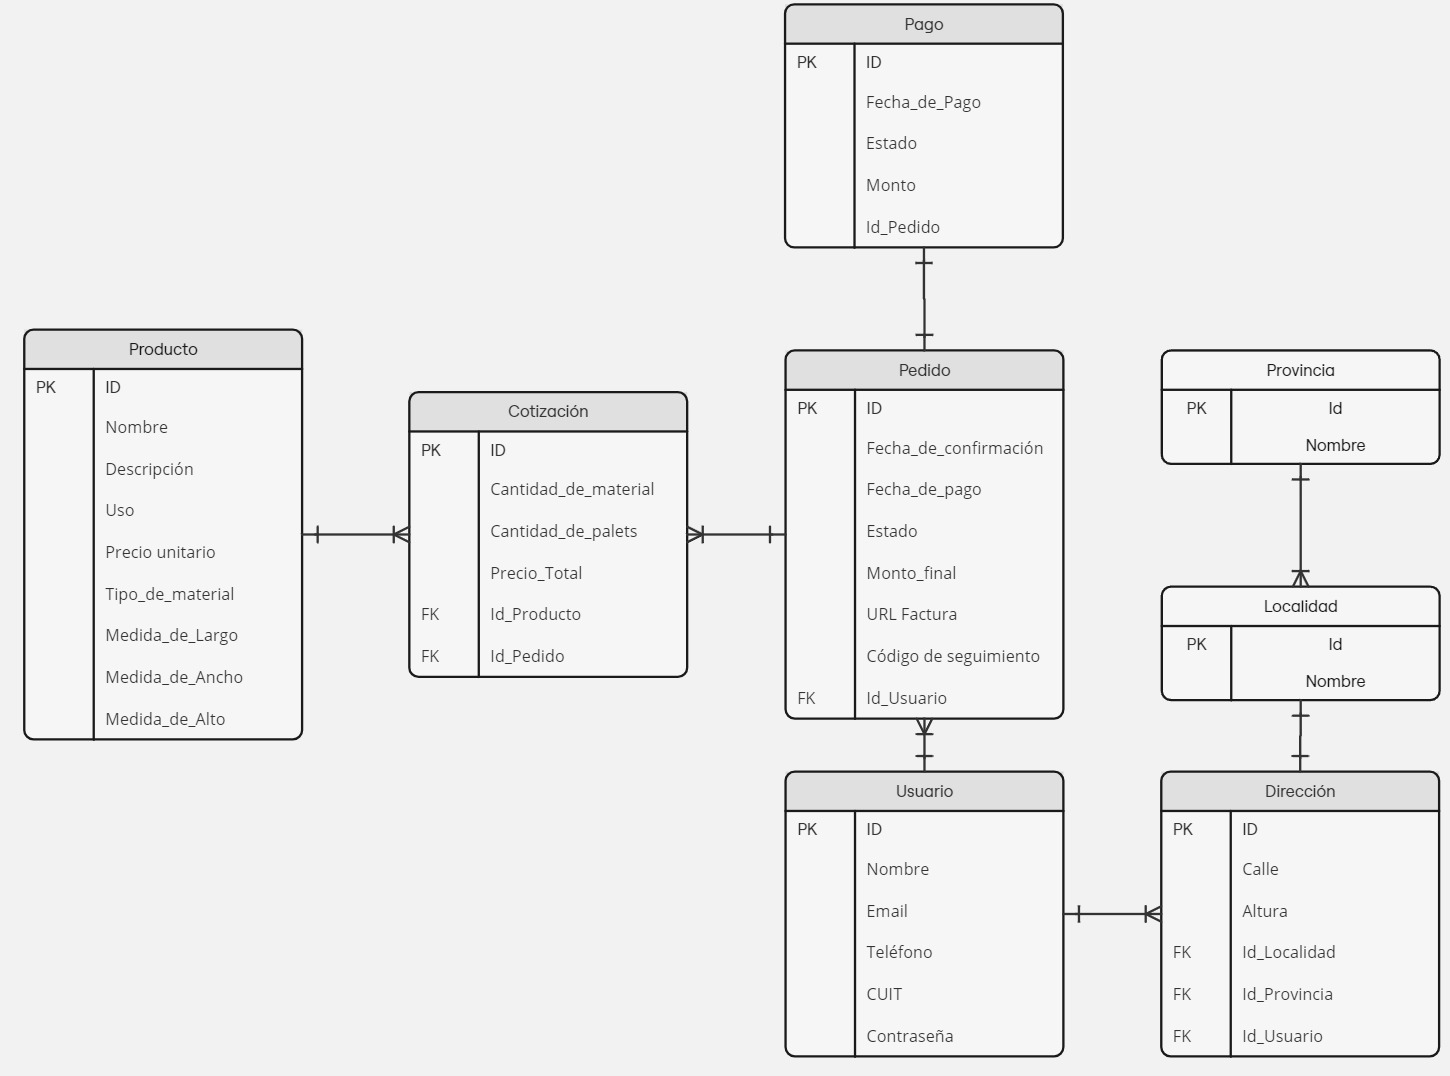 Pago
PK ID
Fecha_de_Pago
Estado
Monto
Id_Pedido
Producto
PK ID
Nombre
Descripción
Uso
Precio unitario
Tipo_de_material
Medida_de_Largo
Medida_de_Ancho
Medida_de_Alto
Cotización
PK ID
Cantidad_de_material
Cantidad_de_palets
Precio_Total
FK Id_Producto
FK Id_Pedido
Pedido
PK ID
Fecha_de_confirmación
Fecha_de_pago
Estado
Monto_final
URL Factura
Código de seguimiento
FK Id_Usuario
Provincia
PK Id
Nombre
Localidad
PK Id
Nombre
Usuario
PK ID
Nombre
Email
Teléfono
CUIT
Contraseña
Dirección
PK ID
Calle
Altura
FK Id_Localidad
FK Id_Provincia
FK Id_Usuario